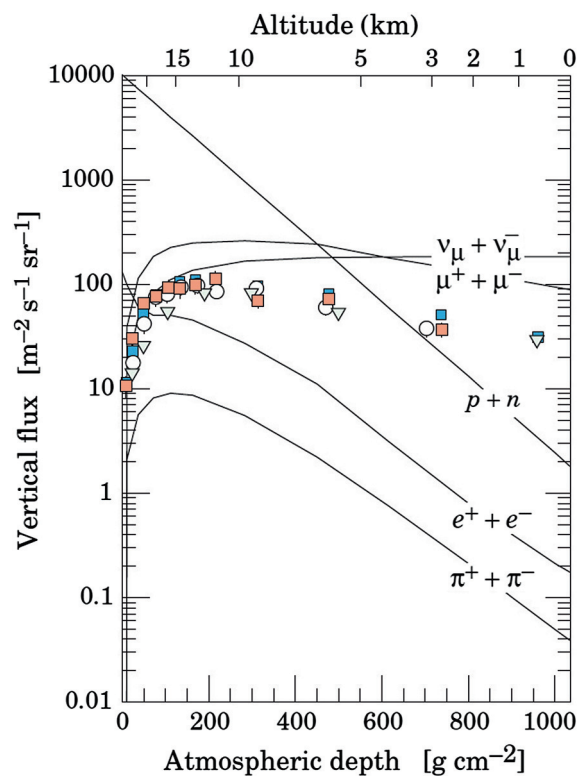 Altitude (km)
15 10 5 3 2 1 0
10000
1000
100
10
1
0.1
0.01
Vertical flux [m⁻² s⁻¹ sr⁻¹]
νμ + ν̄μ
μ⁺ + μ⁻
p + n
e⁺ + e⁻
π⁺ + π⁻
0 200 400 600 800 1000
Atmospheric depth [g cm⁻²]